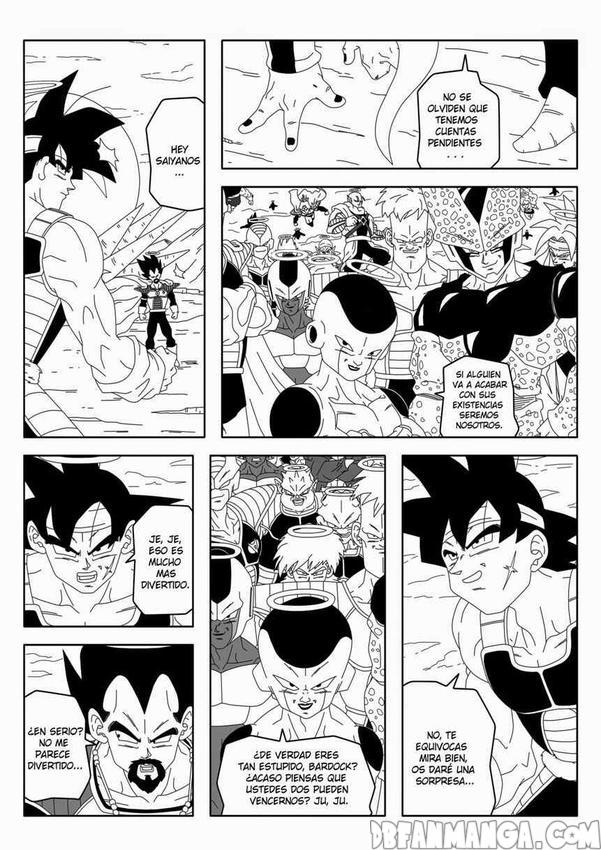 HEY
SAIYANOS
...
NO SE
OLVIDEN QUE
TENEMOS
CUENTAS
PENDIENTES
...
SI ALGUIEN
VA A ACABAR
CON SUS
EXISTENCIAS
SEREMOS
NOSOTROS.
JE, JE,
ESO ES
MUCHO
MAS
DIVERTIDO.
¿EN SERIO?
NO ME
PARECE
DIVERTIDO...
¿DE VERDAD ERES
TAN ESTUPIDO, BARDOCK?
¿ACASO PIENSAS QUE
USTEDES DOS PUEDEN
VENCERNOS? JU, JU.
NO, TE
EQUIVOCAS
MIRA BIEN,
OS DARÉ UNA
SORPRESA...
DBFANMANGA.COM